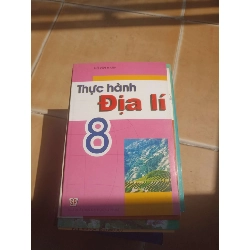 Thực hành
Địa lí
8